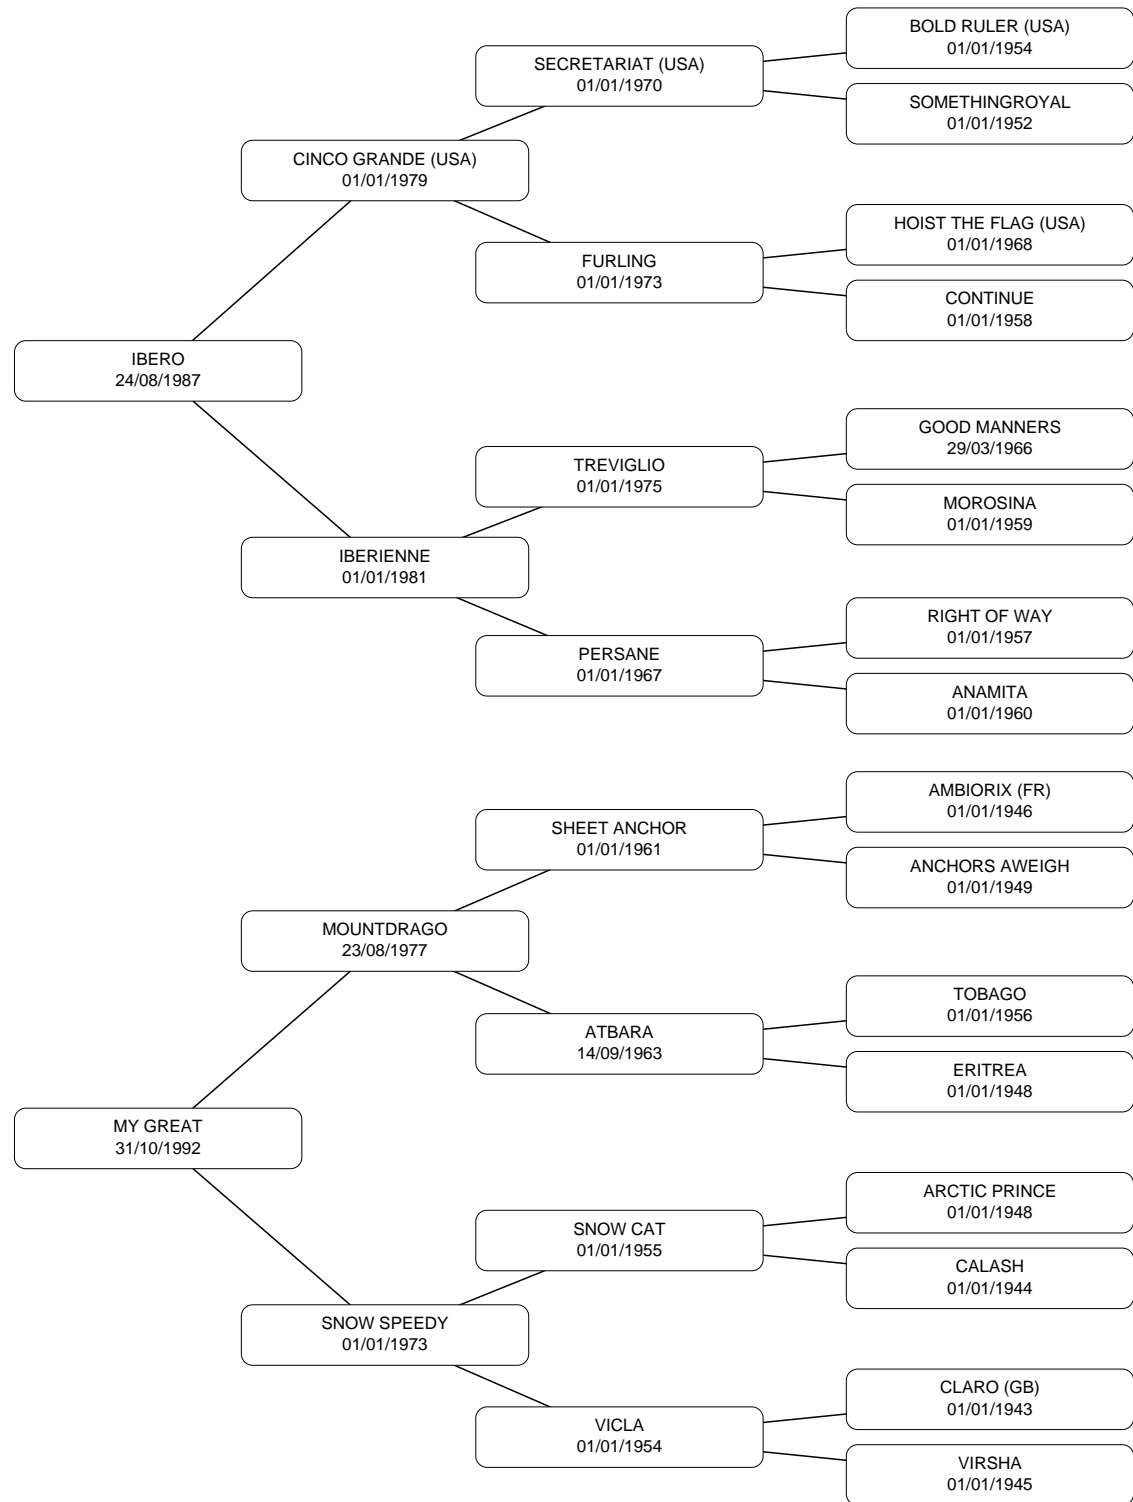 BOLD RULER (USA)
01/01/1954
SECRETARIAT (USA)
01/01/1970
SOMETHINGROYAL
01/01/1952
CINCO GRANDE (USA)
01/01/1979
HOIST THE FLAG (USA)
01/01/1968
FURLING
01/01/1973
CONTINUE
01/01/1958
IBERO
24/08/1987
GOOD MANNERS
29/03/1966
TREVIGLIO
01/01/1975
MOROSINA
01/01/1959
IBERIENNE
01/01/1981
RIGHT OF WAY
01/01/1957
PERSANE
01/01/1967
ANAMITA
01/01/1960
AMBIORIX (FR)
01/01/1946
SHEET ANCHOR
01/01/1961
ANCHORS AWEIGH
01/01/1949
MOUNTDRAGO
23/08/1977
TOBAGO
01/01/1956
ATBARA
14/09/1963
ERITREA
01/01/1948
MY GREAT
31/10/1992
ARCTIC PRINCE
01/01/1948
SNOW CAT
01/01/1955
CALASH
01/01/1944
SNOW SPEEDY
01/01/1973
CLARO (GB)
01/01/1943
VICLA
01/01/1954
VIRSHA
01/01/1945